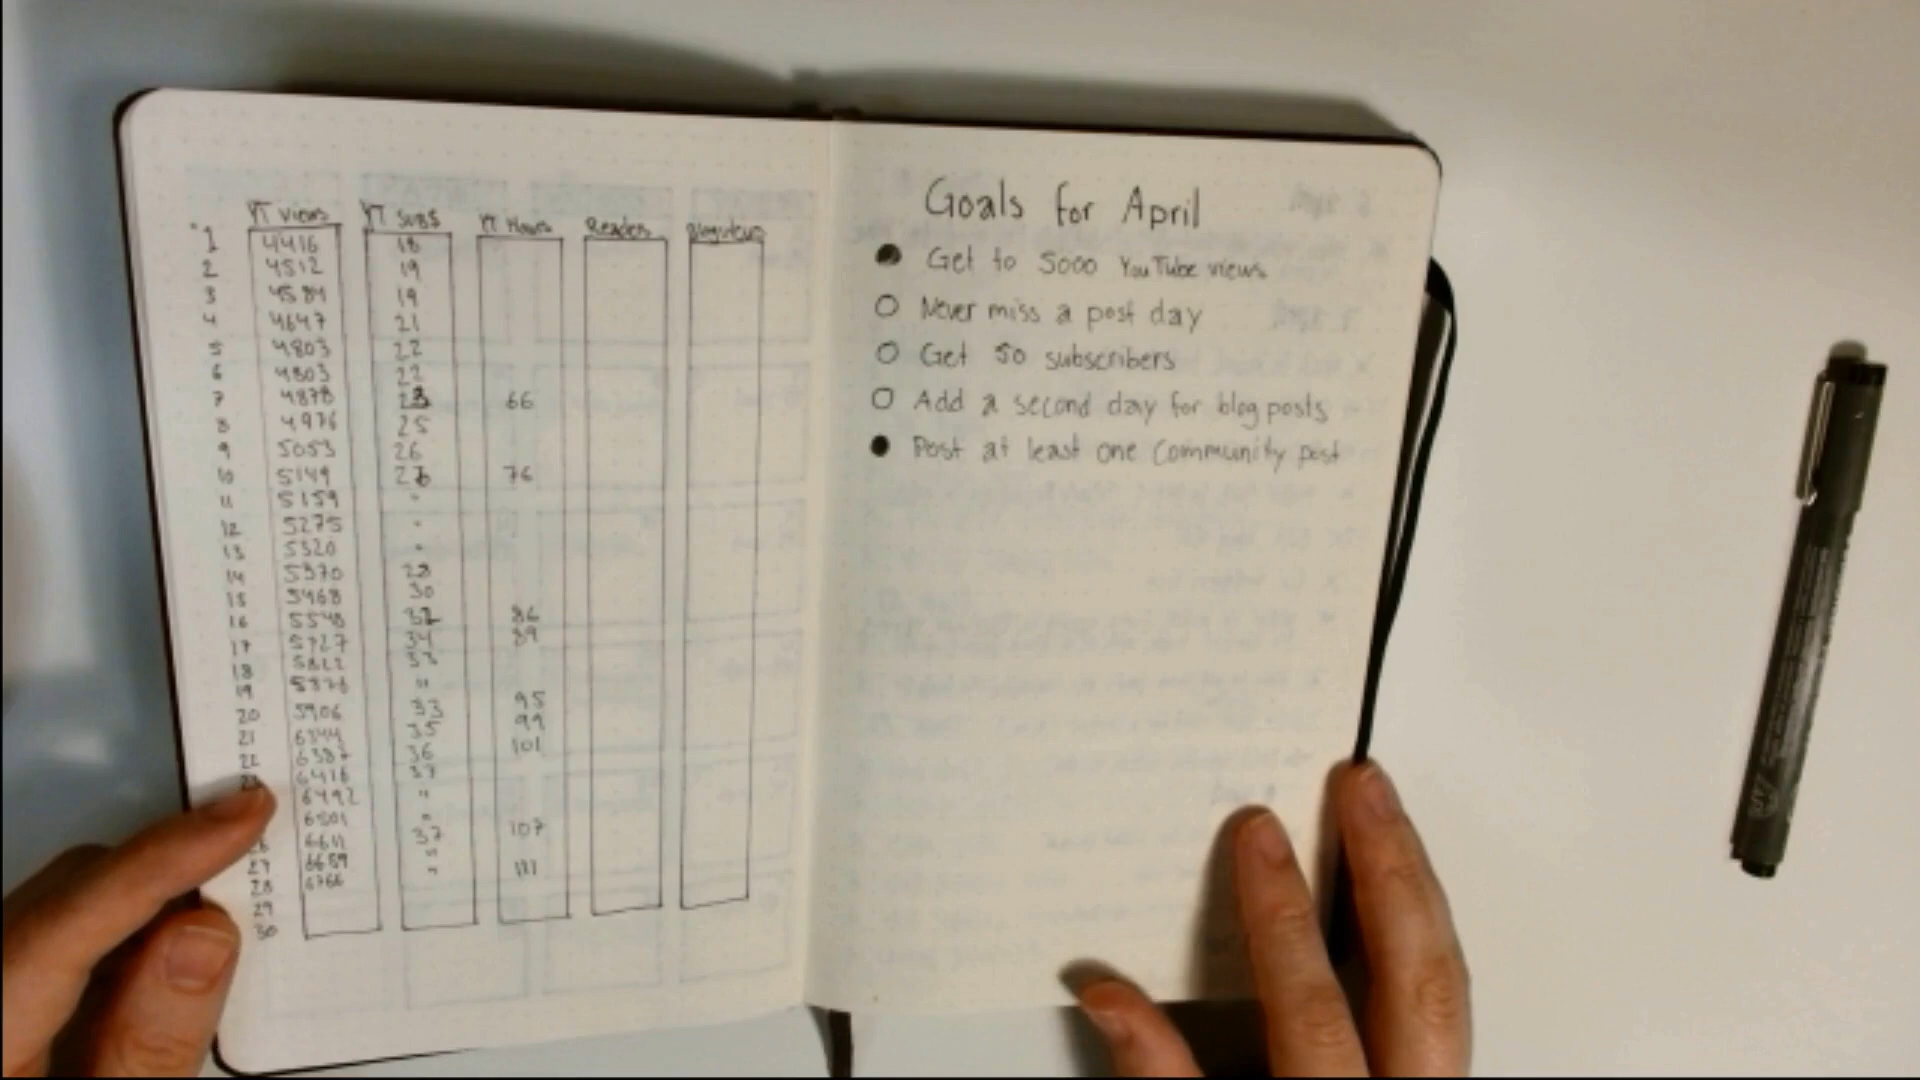 YT Views YT Subs YT Hours Readers Blog views
1 4416 18
2 4512 19
3 4584 19
4 4647 21
5 4803 22
6 4803 22
7 4878 23 66
8 4976 25
9 5053 26
10 5149 26 76
11 5159 "
12 5275 "
13 5320 "
14 5370 28
15 5468 30
16 5548 32 86
17 5727 34 89
18 33
19 "
20 5906 33 95
21 6344 35 99
22 6387 36 101
23 6416 37
6492 "
6501 "
26 6611 37 107
27 6659 "
28 6766 " 111
29
30
Goals for April
Get to 5000 YouTube views
Never miss a post day
Get 50 subscribers
Add a second day for blog posts
Post at least one Community post